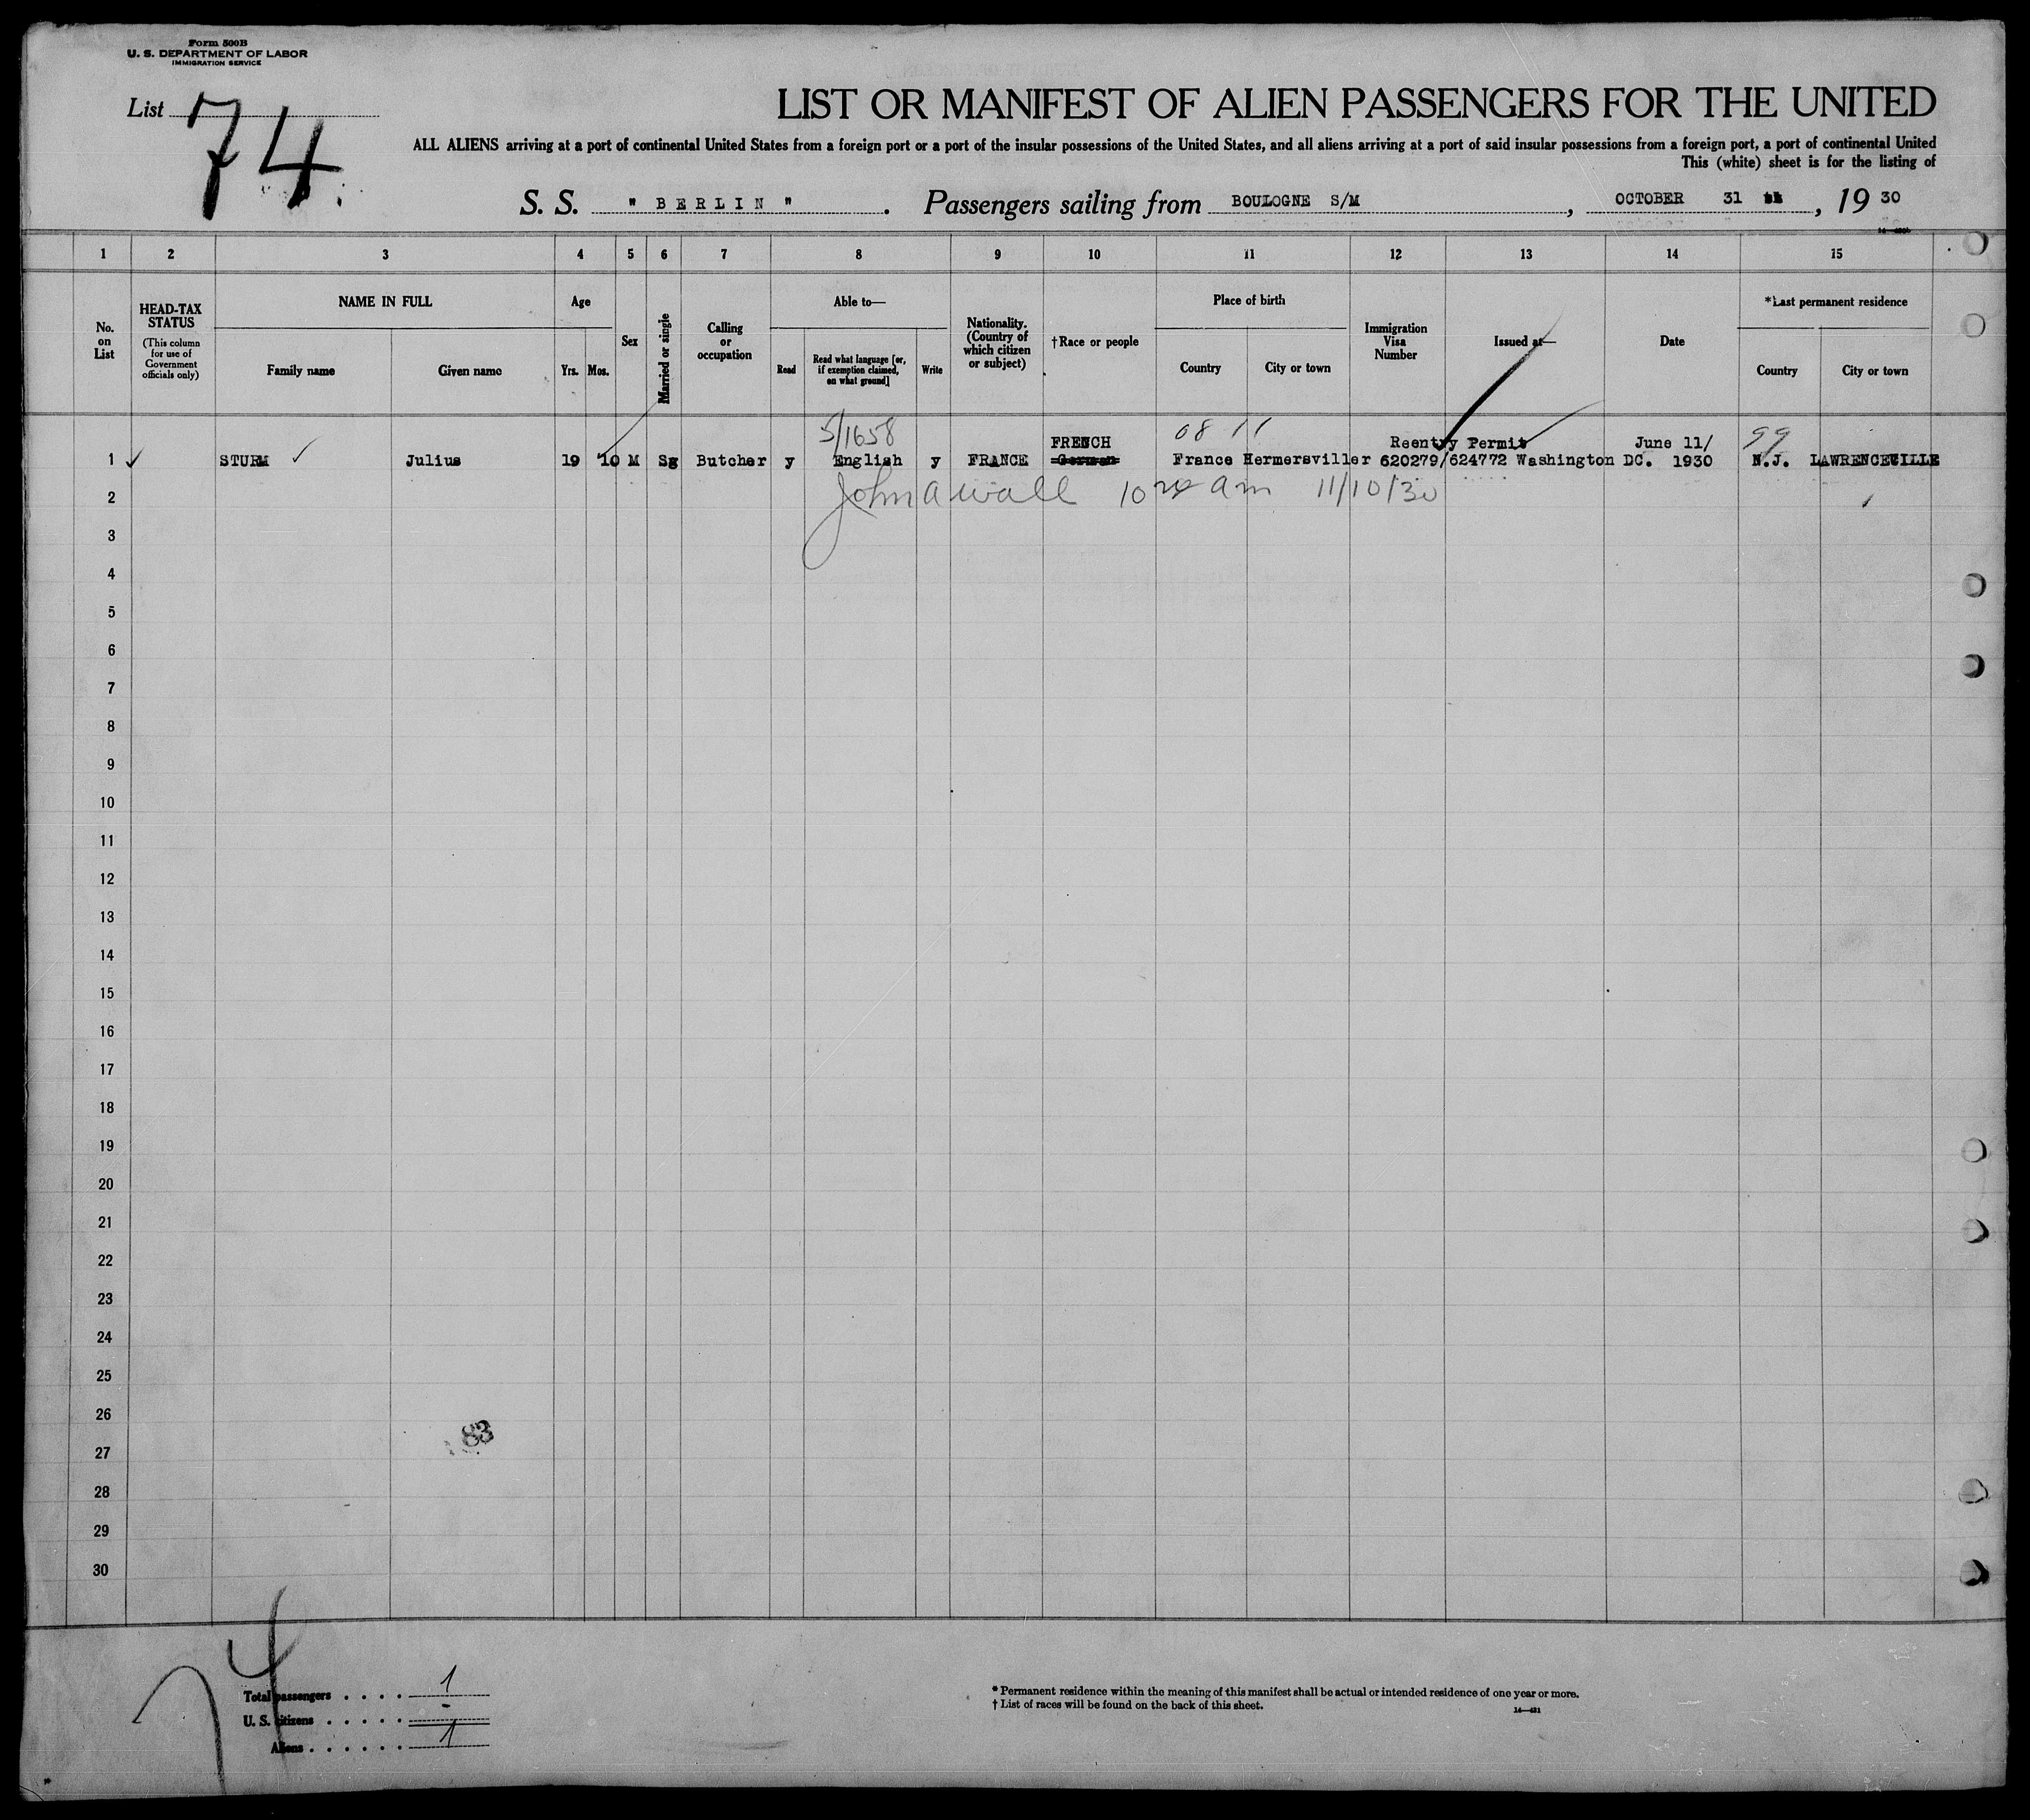 Form 500B
U. S. DEPARTMENT OF LABOR
IMMIGRATION SERVICE
List 74
LIST OR MANIFEST OF ALIEN PASSENGERS FOR THE UNITED
ALL ALIENS arriving at a port of continental United States from a foreign port or a port of the insular possessions of the United States, and all aliens arriving at a port of said insular possessions from a foreign port, a port of continental United
This (white) sheet is for the listing of
S. S. " BERLIN " . Passengers sailing from BOULOGNE S/M , OCTOBER 31 , 19 30
1 2 3 4 5 6 7 8 9 10 11 12 13 14 15
No. on List
HEAD-TAX STATUS
(This column for use of Government officials only)
NAME IN FULL
Family name Given name
Age
Yrs. Mos.
Sex
Married or single
Calling or occupation
Able to—
Read
Read what language [or, if exemption claimed, on what ground]
Write
Nationality. (Country of which citizen or subject)
†Race or people
Place of birth
Country City or town
Immigration Visa Number
Issued at—
Date
*Last permanent residence
Country City or town
5/1658 08 11 99
FRENCH Reentry Permit June 11/
1 STURM Julius 19 10 M Sg Butcher y English y FRANCE German France Hermersviller 620279/624772 Washington DC. 1930 N.J. LAWRENCEVILLE
2 John A Wall 10 am 11/10/30
3
4
5
6
7
8
9
10
11
12
13
14
15
16
17
18
19
20
21
22
23
24
25
26
83
27
28
29
30
74
Total passengers . . . . 1
U. S. citizens . . . . . -
Aliens . . . . . . 1
* Permanent residence within the meaning of this manifest shall be actual or intended residence of one year or more.
† List of races will be found on the back of this sheet.